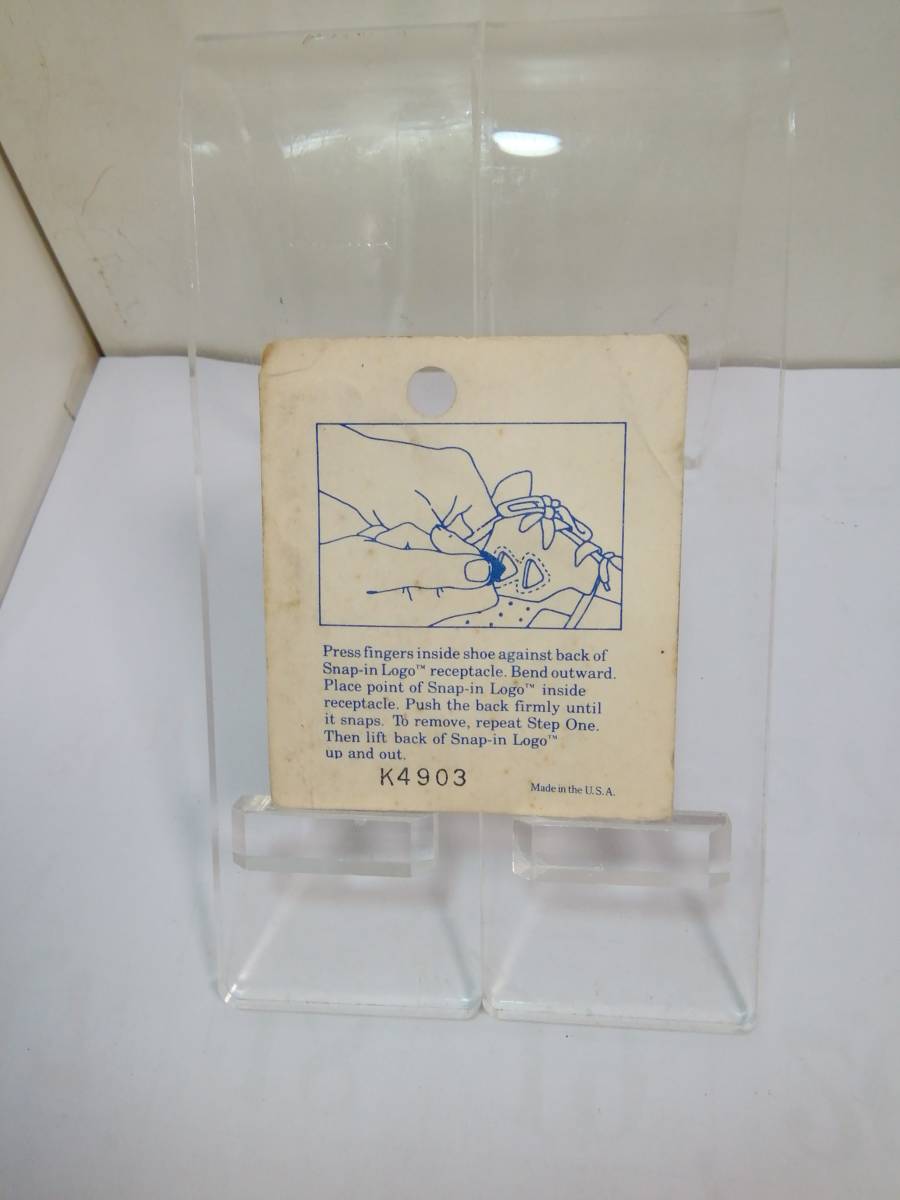 Press fingers inside shoe against back of
Snap-in Logo™ receptacle. Bend outward.
Place point of Snap-in Logo™ inside
receptacle. Push the back firmly until
it snaps. To remove, repeat Step One.
Then lift back of Snap-in Logo™
up and out.
K4903
Made in the U.S.A.